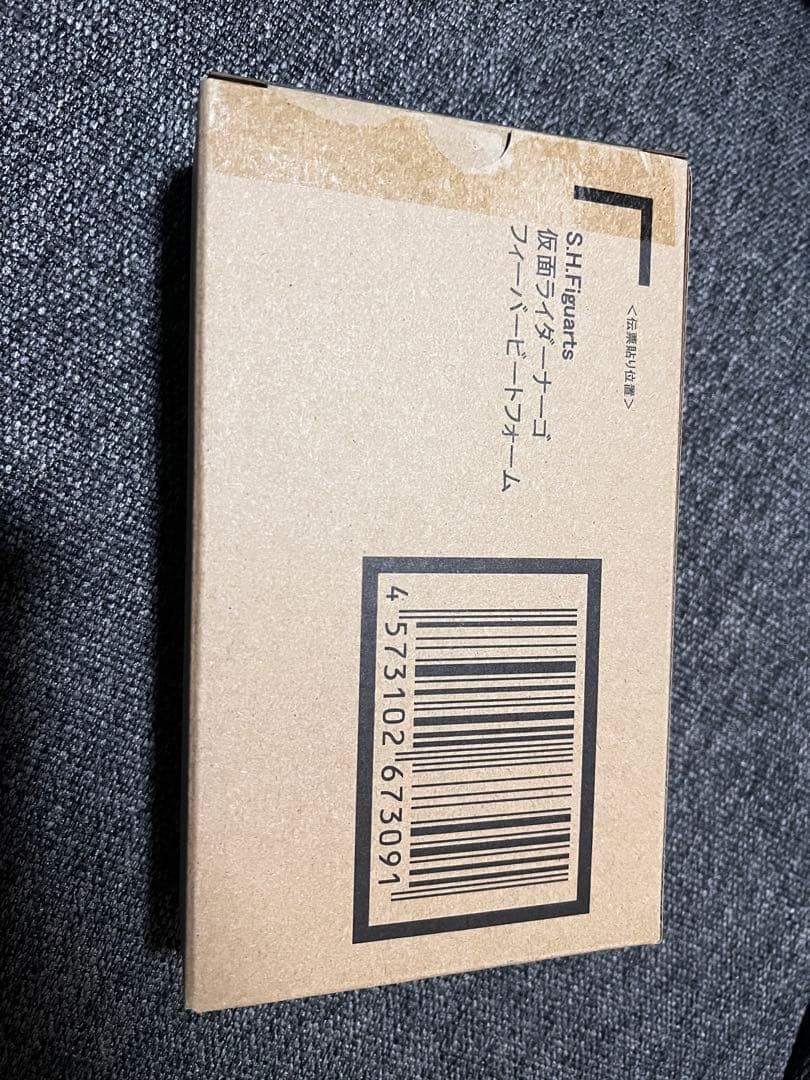 <伝票貼り位置>
S.H.Figuarts
仮面ライダーナーゴ
フィーバービートフォーム
4 573102 673091